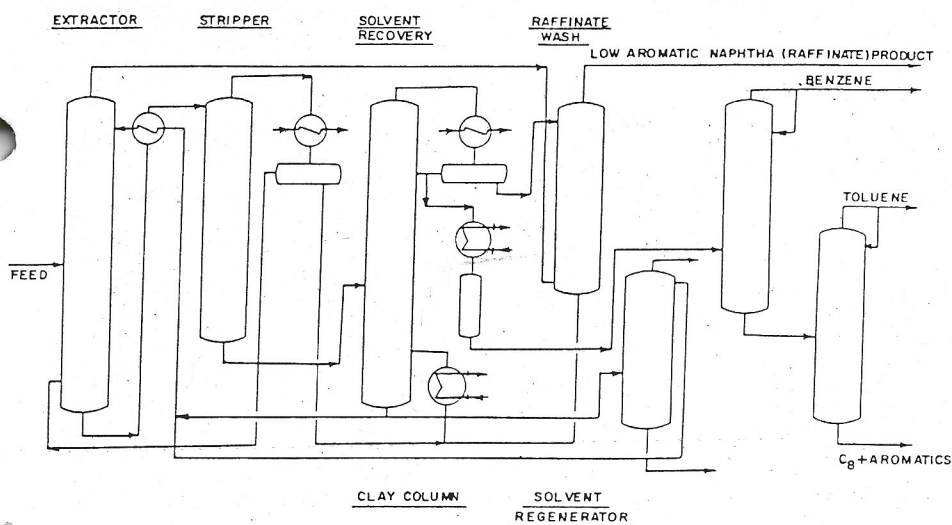 EXTRACTOR
STRIPPER
SOLVENT
RECOVERY
RAFFINATE
WASH
LOW AROMATIC NAPHTHA (RAFFINATE) PRODUCT
BENZENE
TOLUENE
FEED
C₈+AROMATICS
CLAY COLUMN
SOLVENT
REGENERATOR